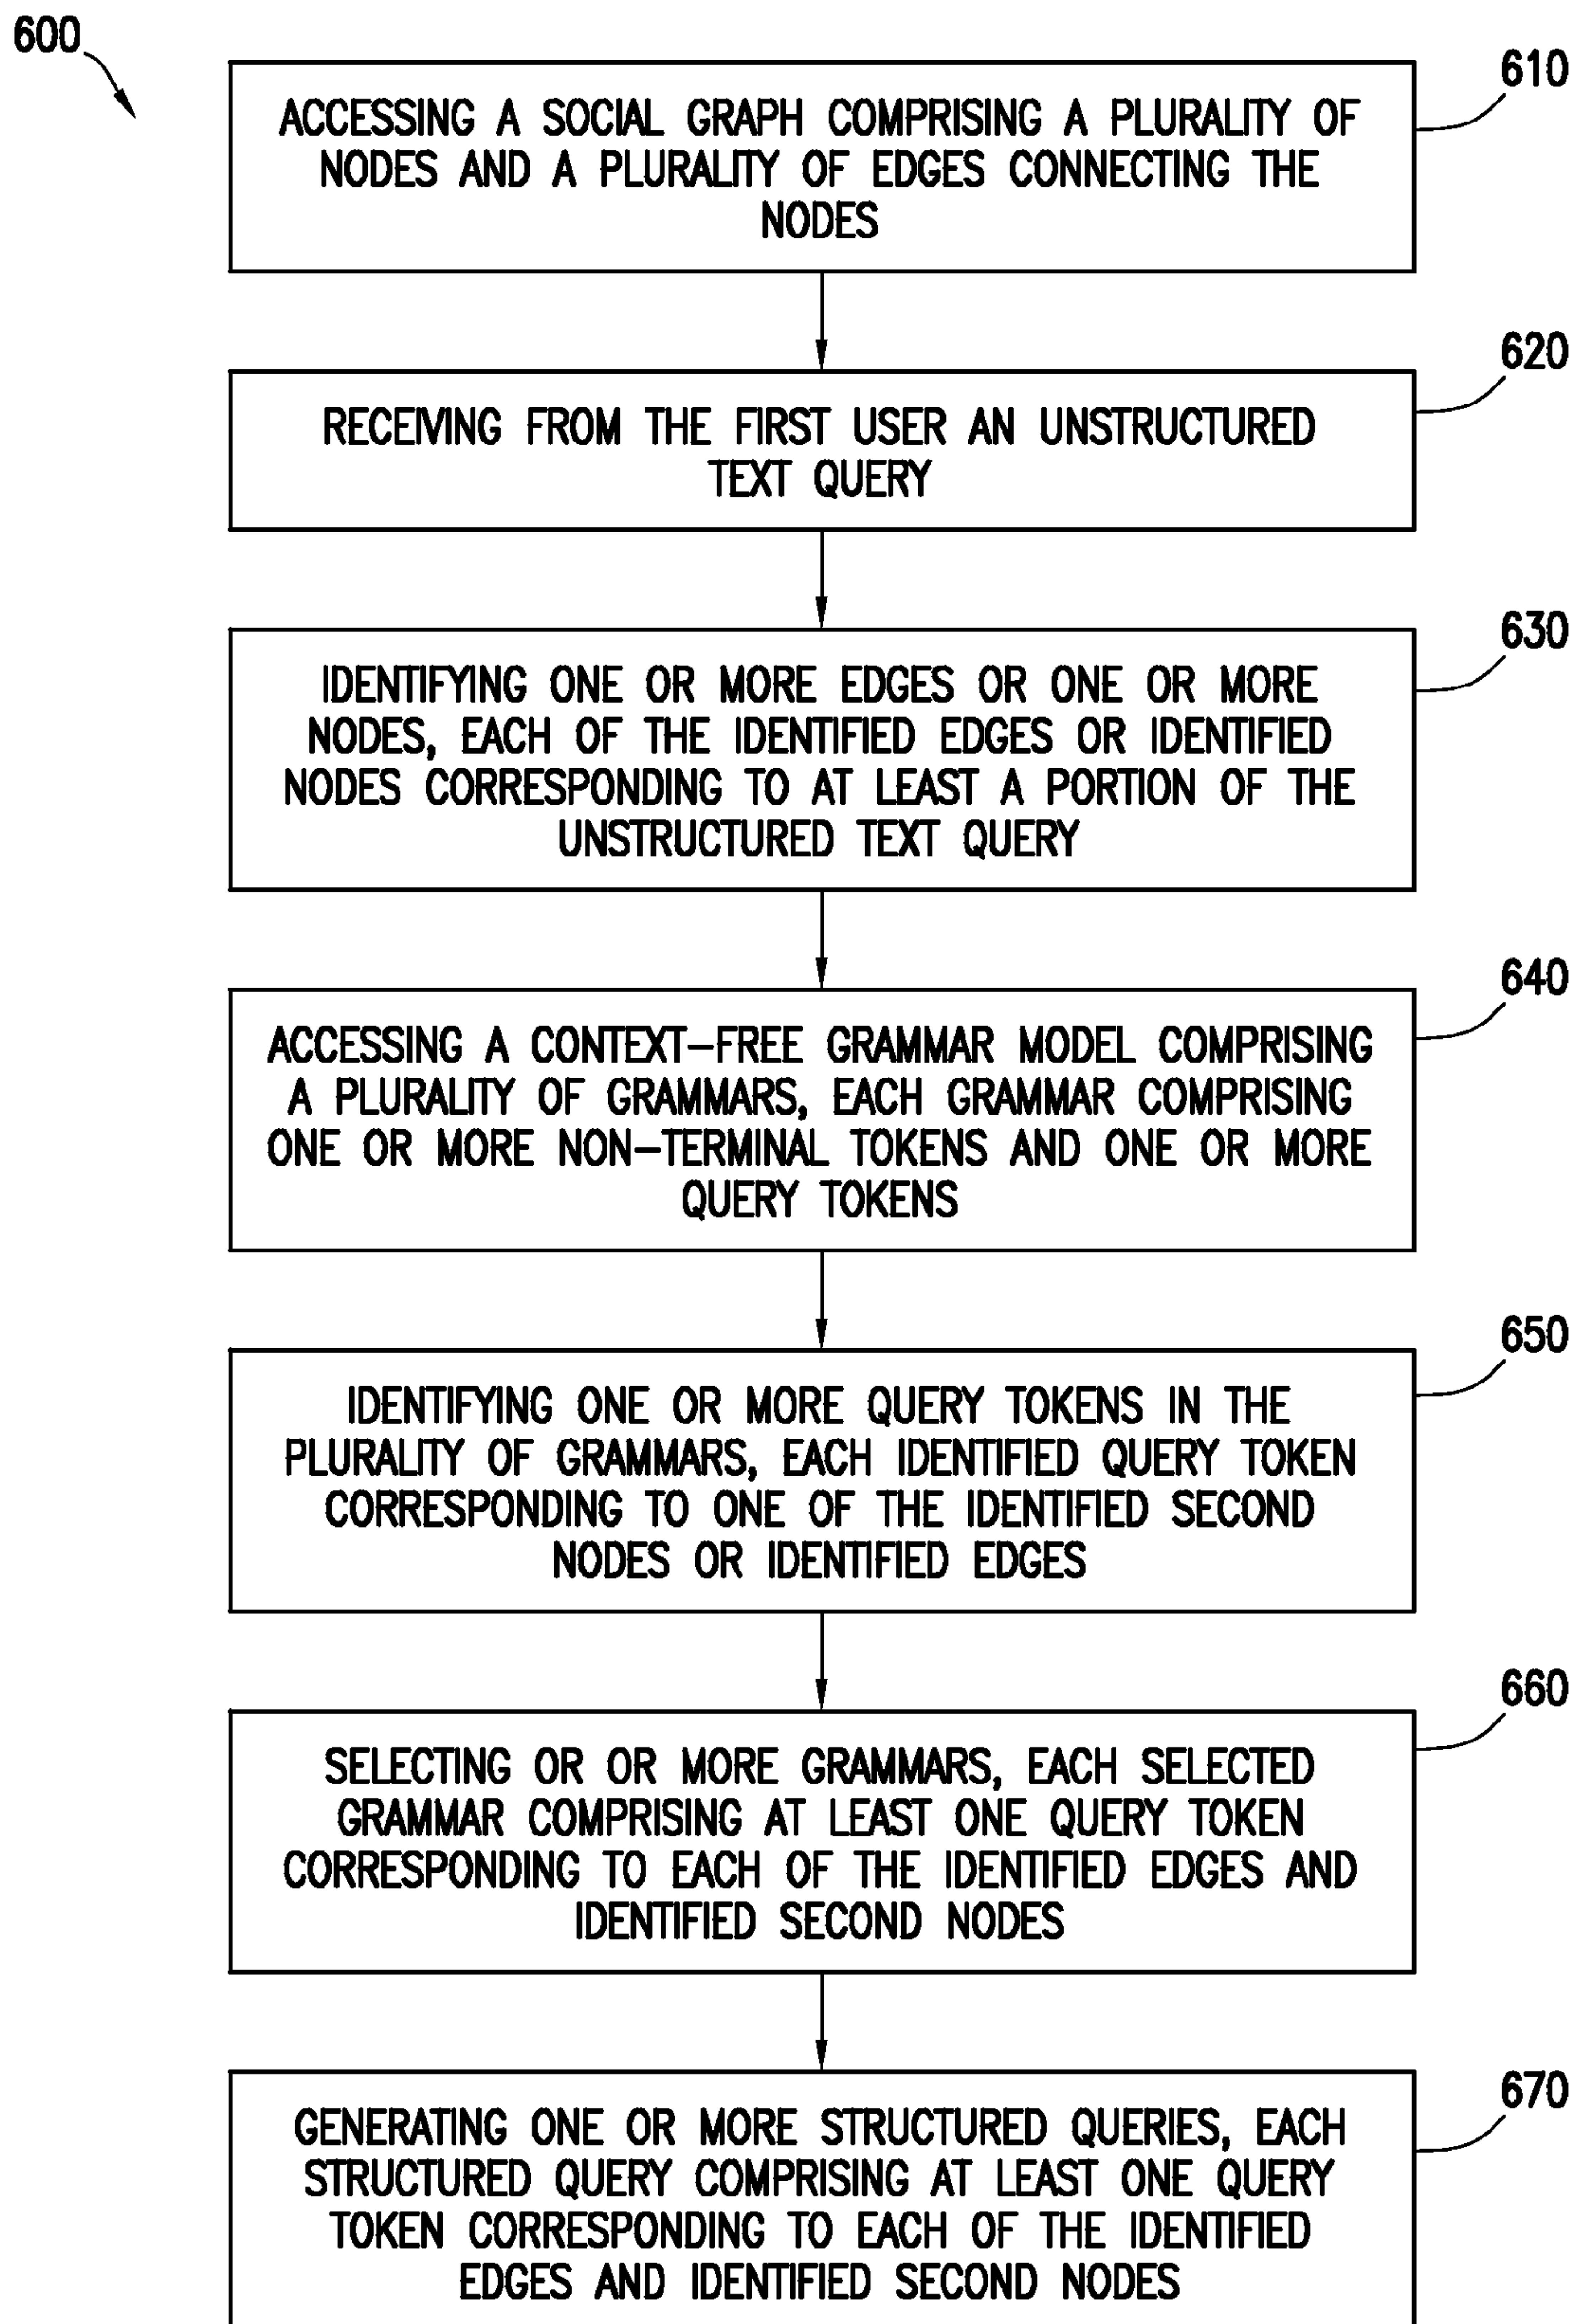 600
610
ACCESSING A SOCIAL GRAPH COMPRISING A PLURALITY OF
NODES AND A PLURALITY OF EDGES CONNECTING THE
NODES
620
RECEIVING FROM THE FIRST USER AN UNSTRUCTURED
TEXT QUERY
630
IDENTIFYING ONE OR MORE EDGES OR ONE OR MORE
NODES, EACH OF THE IDENTIFIED EDGES OR IDENTIFIED
NODES CORRESPONDING TO AT LEAST A PORTION OF THE
UNSTRUCTURED TEXT QUERY
640
ACCESSING A CONTEXT-FREE GRAMMAR MODEL COMPRISING
A PLURALITY OF GRAMMARS, EACH GRAMMAR COMPRISING
ONE OR MORE NON-TERMINAL TOKENS AND ONE OR MORE
QUERY TOKENS
650
IDENTIFYING ONE OR MORE QUERY TOKENS IN THE
PLURALITY OF GRAMMARS, EACH IDENTIFIED QUERY TOKEN
CORRESPONDING TO ONE OF THE IDENTIFIED SECOND
NODES OR IDENTIFIED EDGES
660
SELECTING OR OR MORE GRAMMARS, EACH SELECTED
GRAMMAR COMPRISING AT LEAST ONE QUERY TOKEN
CORRESPONDING TO EACH OF THE IDENTIFIED EDGES AND
IDENTIFIED SECOND NODES
670
GENERATING ONE OR MORE STRUCTURED QUERIES, EACH
STRUCTURED QUERY COMPRISING AT LEAST ONE QUERY
TOKEN CORRESPONDING TO EACH OF THE IDENTIFIED
EDGES AND IDENTIFIED SECOND NODES